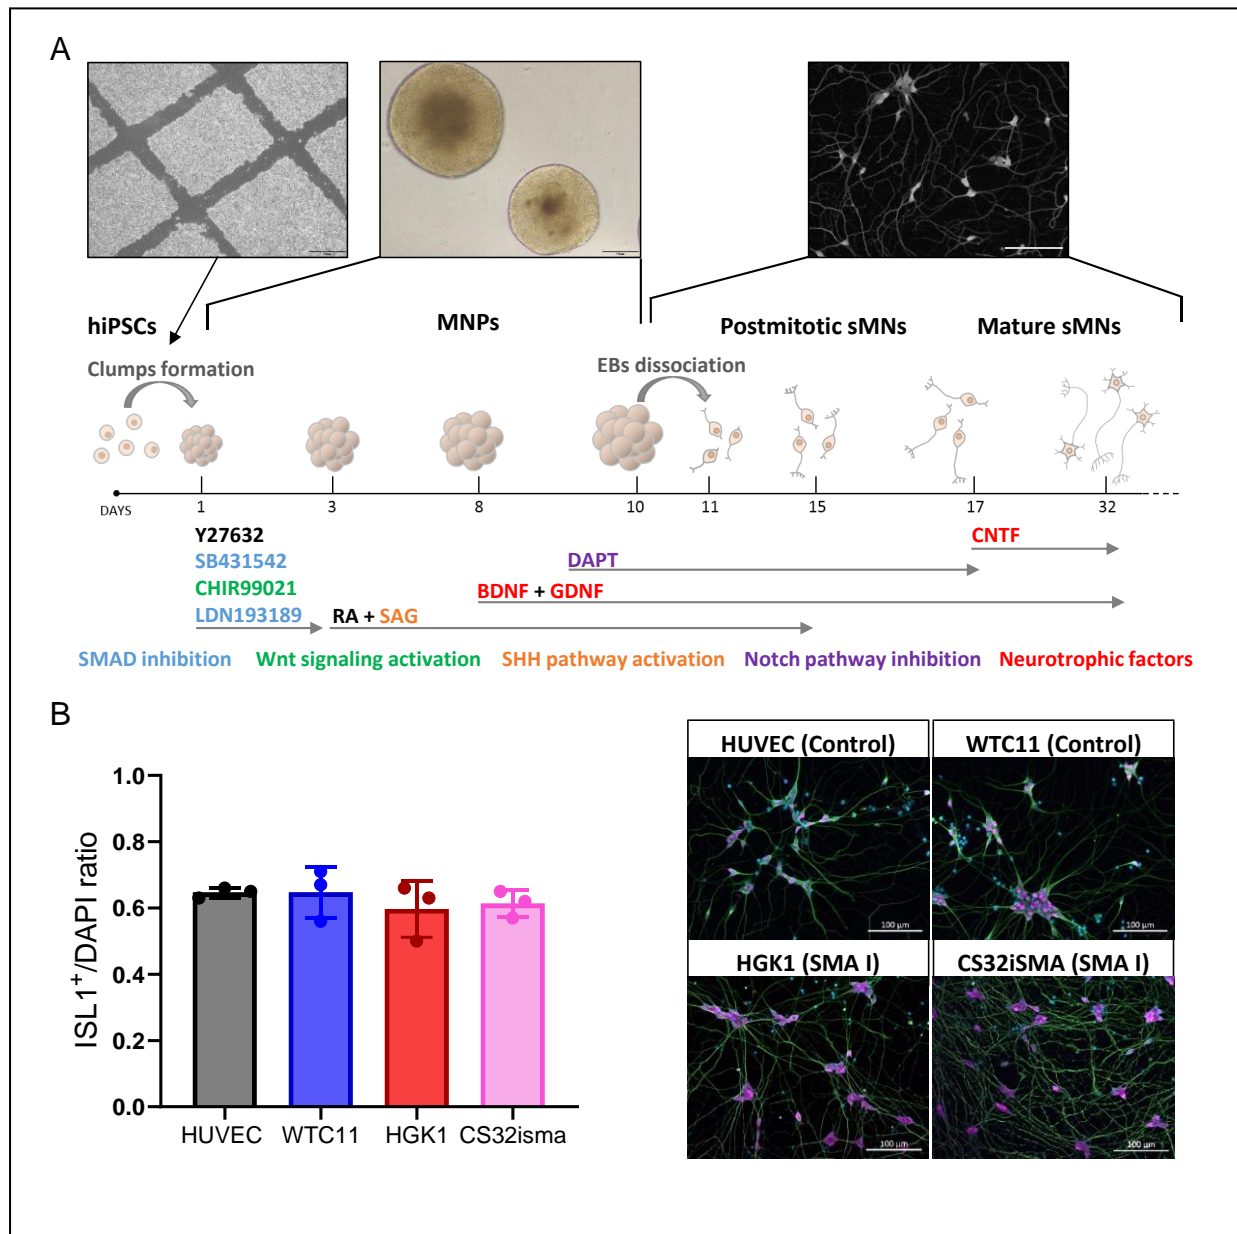 A
hiPSCs
MNPs
Postmitotic sMNs
Mature sMNs
Clumps formation
EBs dissociation
DAYS
1
3
8
10
11
15
17
32
Y27632
CNTF
SB431542
DAPT
CHIR99021
BDNF + GDNF
LDN193189
RA + SAG
SMAD inhibition
Wnt signaling activation
SHH pathway activation
Notch pathway inhibition
Neurotrophic factors
B
ISL1+/DAPI ratio
1.0
0.8
0.6
0.4
0.2
0.0
HUVEC
WTC11
HGK1
CS32isma
HUVEC (Control)
WTC11 (Control)
100 µm
100 µm
HGK1 (SMA I)
CS32iSMA (SMA I)
100 µm
100 µm